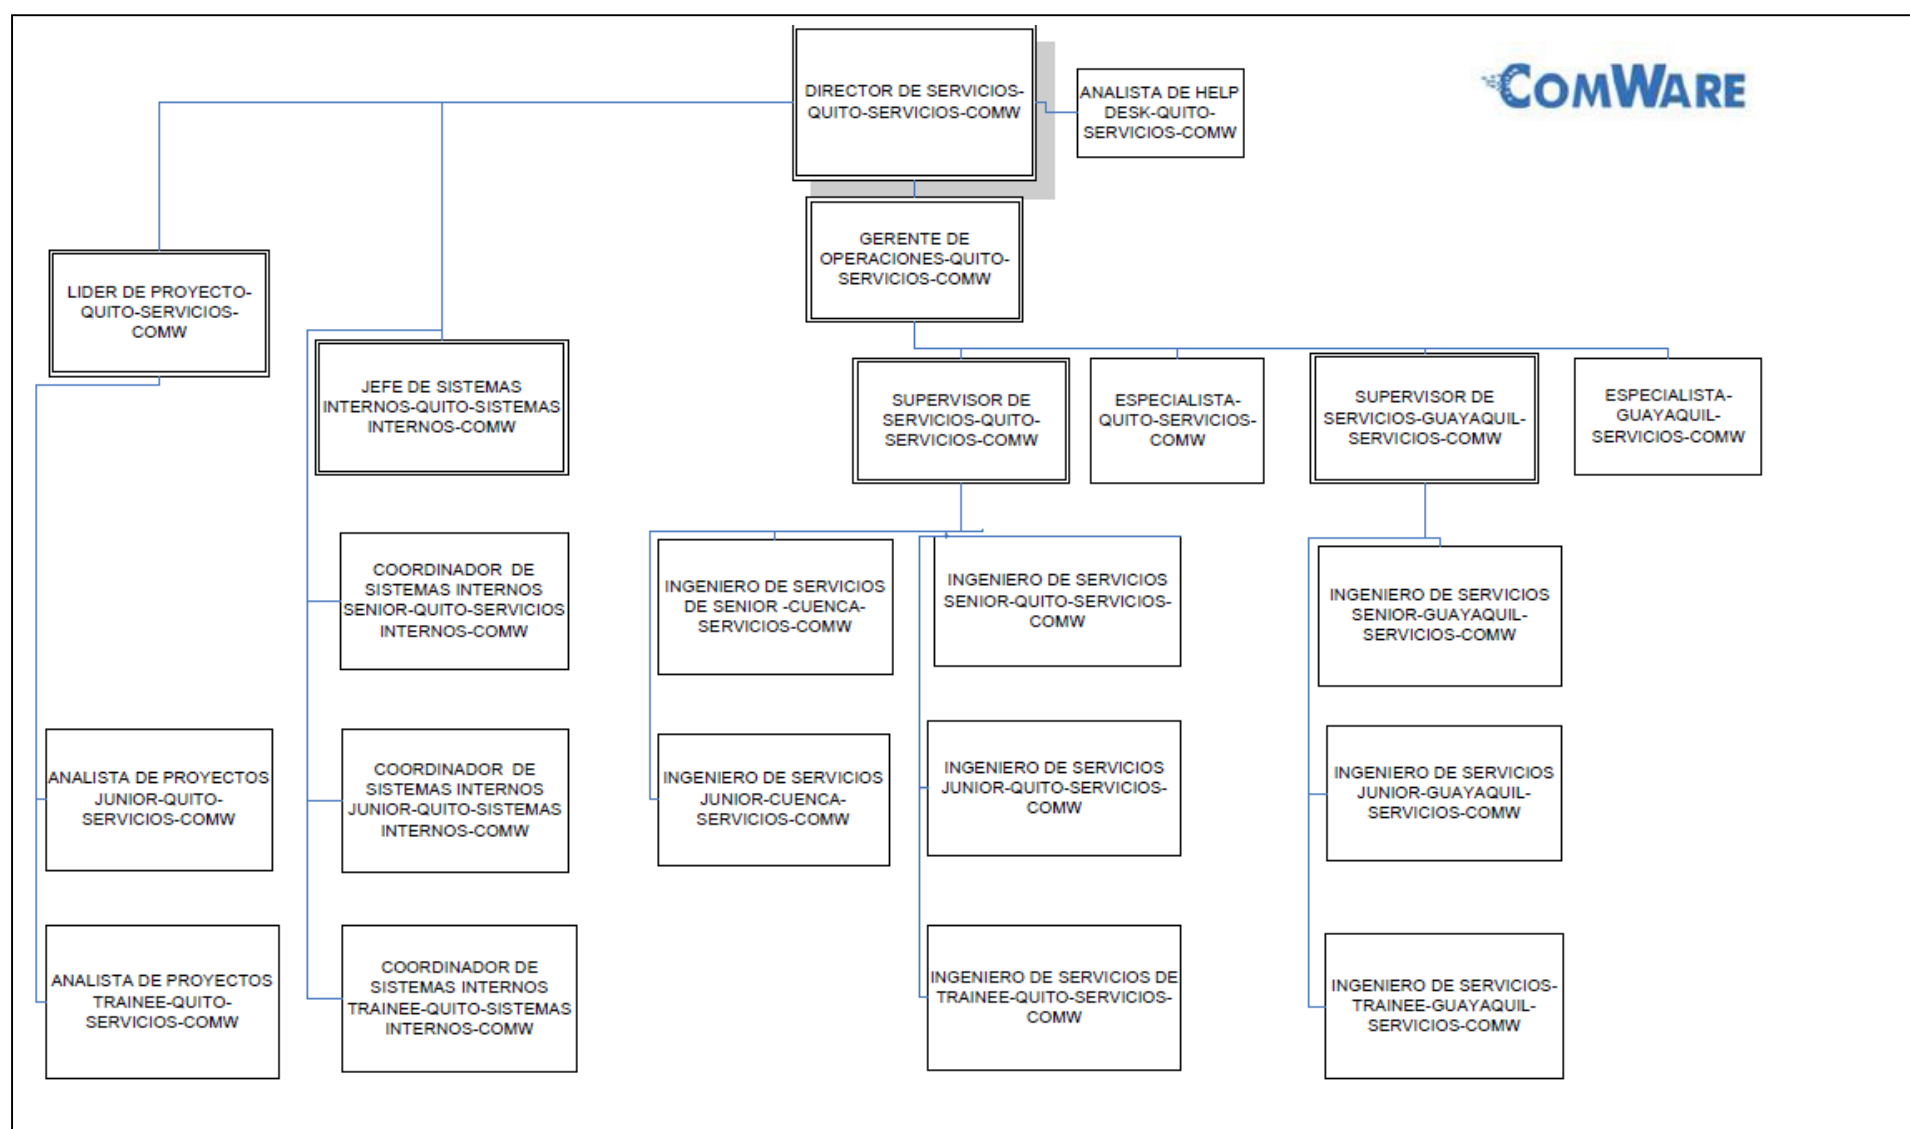 DIRECTOR DE SERVICIOS-
QUITO-SERVICIOS-COMW
ANALISTA DE HELP
DESK-QUITO-
SERVICIOS-COMW
COMWARE
GERENTE DE
OPERACIONES-QUITO-
SERVICIOS-COMW
LIDER DE PROYECTO-
QUITO-SERVICIOS-
COMW
JEFE DE SISTEMAS
INTERNOS-QUITO-SISTEMAS
INTERNOS-COMW
SUPERVISOR DE
SERVICIOS-QUITO-
SERVICIOS-COMW
ESPECIALISTA-
QUITO-SERVICIOS-
COMW
SUPERVISOR DE
SERVICIOS-GUAYAQUIL-
SERVICIOS-COMW
ESPECIALISTA-
GUAYAQUIL-
SERVICIOS-COMW
COORDINADOR DE
SISTEMAS INTERNOS
SENIOR-QUITO-SERVICIOS
INTERNOS-COMW
INGENIERO DE SERVICIOS
DE SENIOR -CUENCA-
SERVICIOS-COMW
INGENIERO DE SERVICIOS
SENIOR-QUITO-SERVICIOS-
COMW
INGENIERO DE SERVICIOS
SENIOR-GUAYAQUIL-
SERVICIOS-COMW
ANALISTA DE PROYECTOS
JUNIOR-QUITO-
SERVICIOS-COMW
COORDINADOR DE
SISTEMAS INTERNOS
JUNIOR-QUITO-SISTEMAS
INTERNOS-COMW
INGENIERO DE SERVICIOS
JUNIOR-CUENCA-
SERVICIOS-COMW
INGENIERO DE SERVICIOS
JUNIOR-QUITO-SERVICIOS-
COMW
INGENIERO DE SERVICIOS
JUNIOR-GUAYAQUIL-
SERVICIOS-COMW
ANALISTA DE PROYECTOS
TRAINEE-QUITO-
SERVICIOS-COMW
COORDINADOR DE
SISTEMAS INTERNOS
TRAINEE-QUITO-SISTEMAS
INTERNOS-COMW
INGENIERO DE SERVICIOS DE
TRAINEE-QUITO-SERVICIOS-
COMW
INGENIERO DE SERVICIOS-
TRAINEE-GUAYAQUIL-
SERVICIOS-COMW